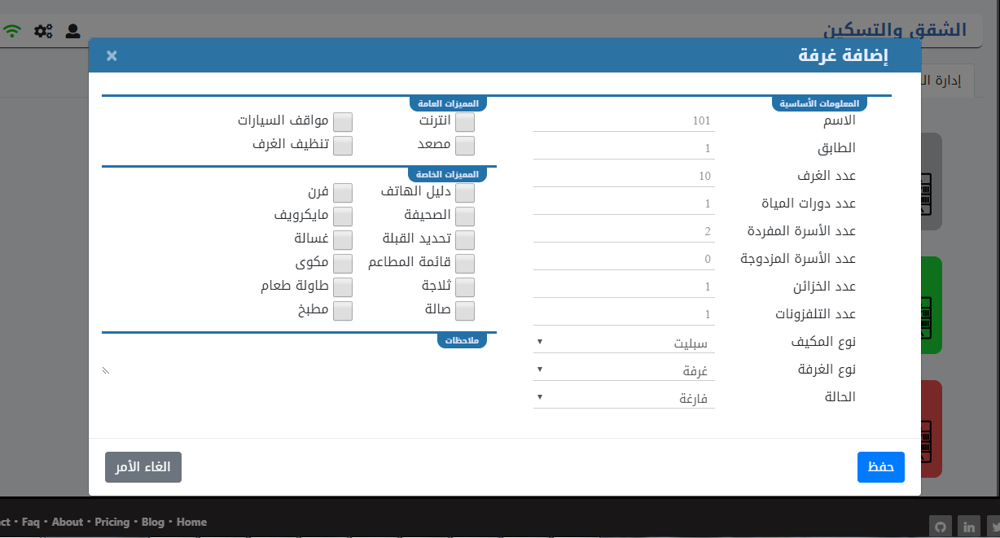 الشقق والتسكين
إدارة ال
إضافة غرفة
×
المعلومات الأساسية
الاسم
101
الطابق
1
عدد الغرف
10
عدد دورات المياة
1
عدد الأسرة المفردة
2
عدد الأسرة المزدوجة
0
عدد الخزائن
1
عدد التلفزونات
1
نوع المكيف
سبليت
نوع الغرفة
غرفة
الحالة
فارغة
المميزات العامة
انترنت
مواقف السيارات
مصعد
تنظيف الغرف
المميزات الخاصة
دليل الهاتف
فرن
الصحيفة
مايكرويف
تحديد القبلة
غسالة
قائمة المطاعم
مكوى
ثلاجة
طاولة طعام
صالة
مطبخ
ملاحظات
حفظ
الغاء الأمر
ct · Faq · About · Pricing · Blog · Home